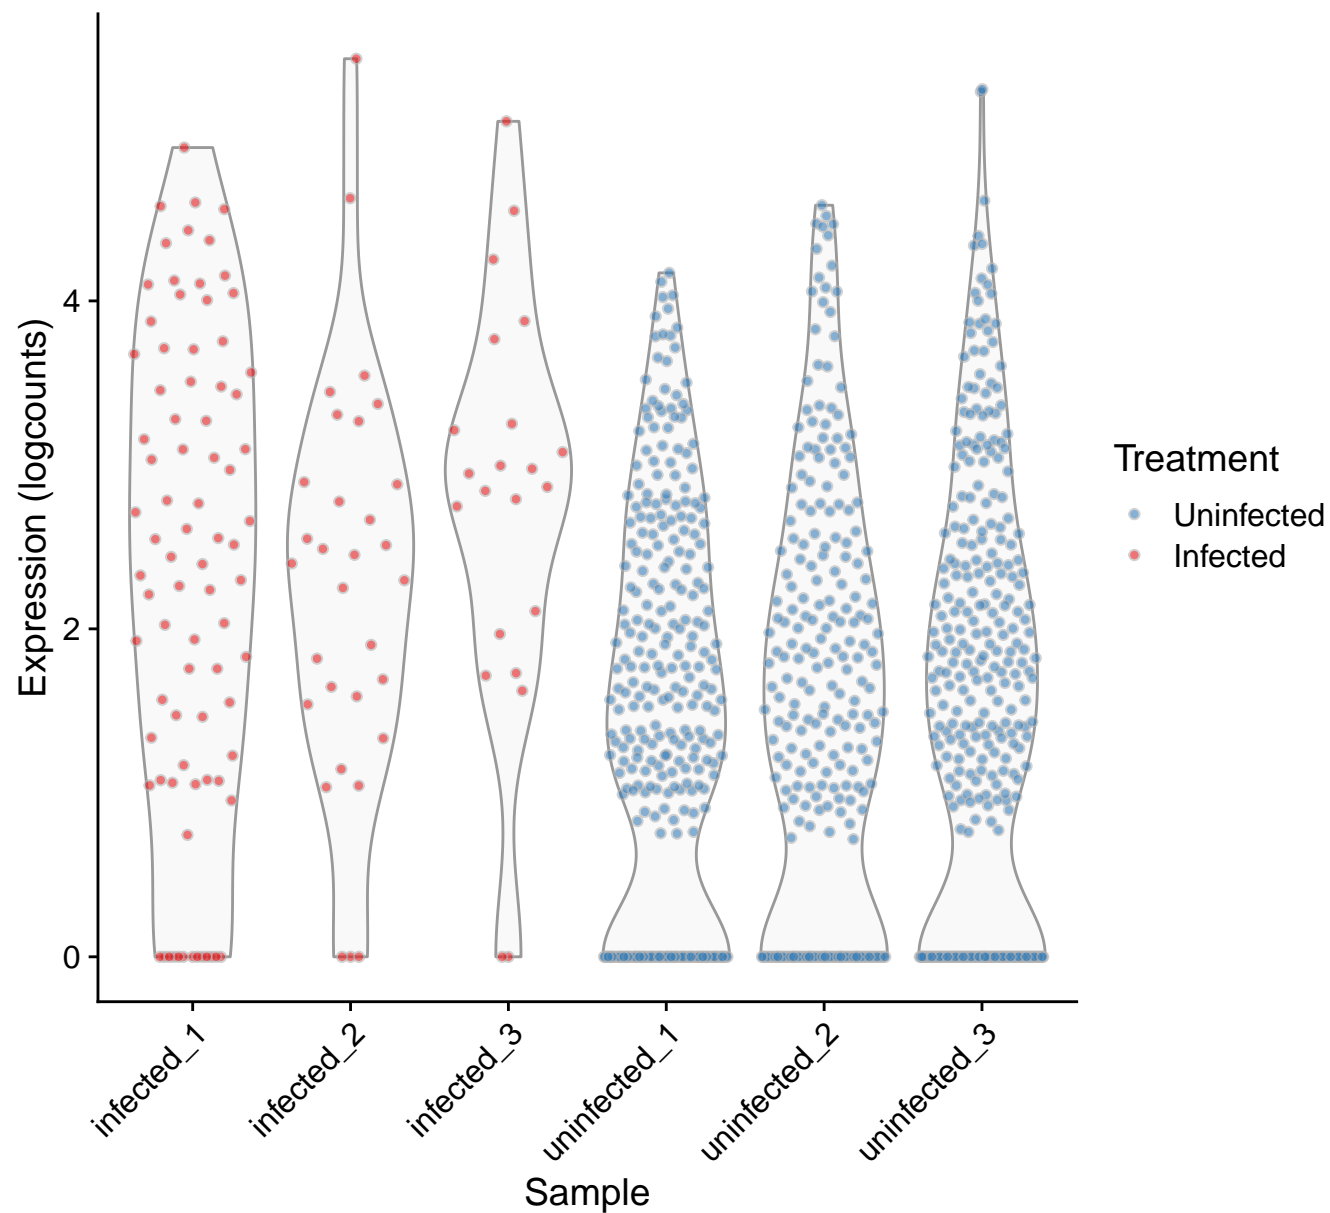 Expression (logcounts)
4
2
0
infected_1
infected_2
infected_3
uninfected_1
uninfected_2
uninfected_3
Sample
Treatment
Uninfected
Infected